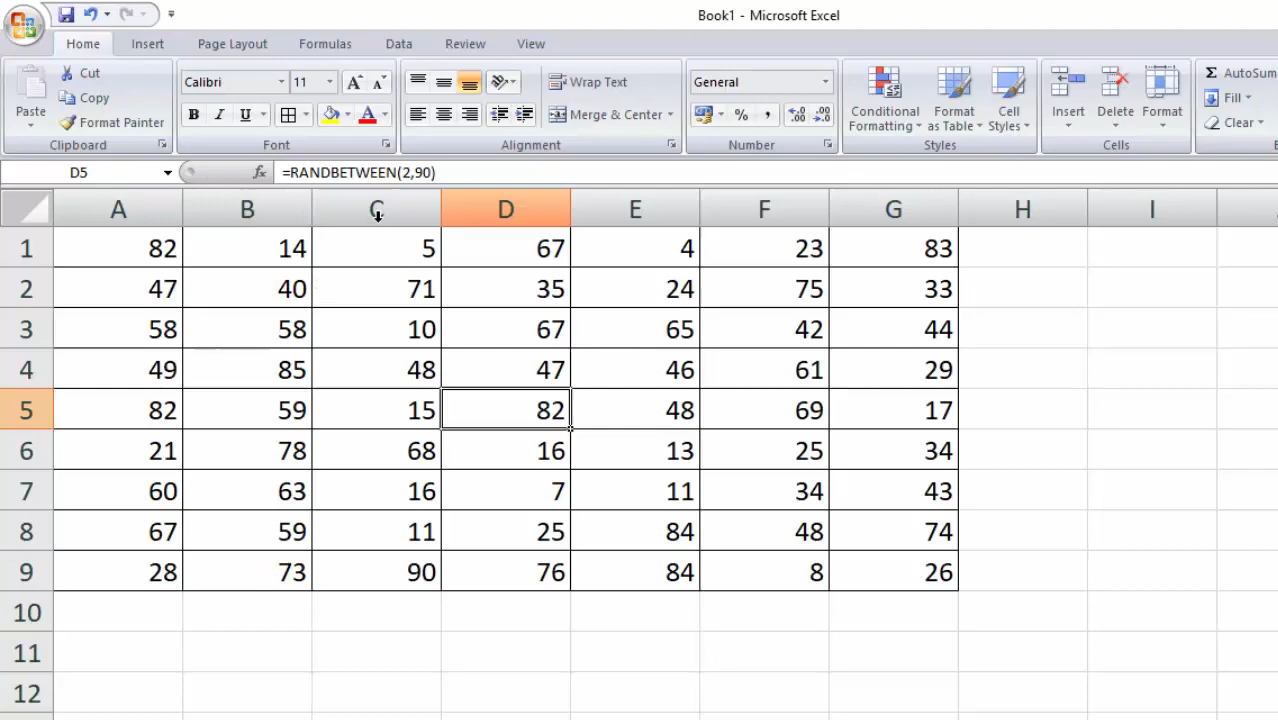 Book1 - Microsoft Excel
Home Insert Page Layout Formulas Data Review View
Paste
Cut
Copy
Format Painter
Clipboard
Calibri 11 A A
B I U A
Font
Wrap Text
Merge & Center
Alignment
General
% ,
Number
Conditional Formatting
Format as Table
Cell Styles
Styles
Insert
Delete
Format
Cells
Σ AutoSum
Fill
Clear
D5 fx =RANDBETWEEN(2,90)
A B C D E F G H I
1 82 14 5 67 4 23 83
2 47 40 71 35 24 75 33
3 58 58 10 67 65 42 44
4 49 85 48 47 46 61 29
5 82 59 15 82 48 69 17
6 21 78 68 16 13 25 34
7 60 63 16 7 11 34 43
8 67 59 11 25 84 48 74
9 28 73 90 76 84 8 26
10
11
12